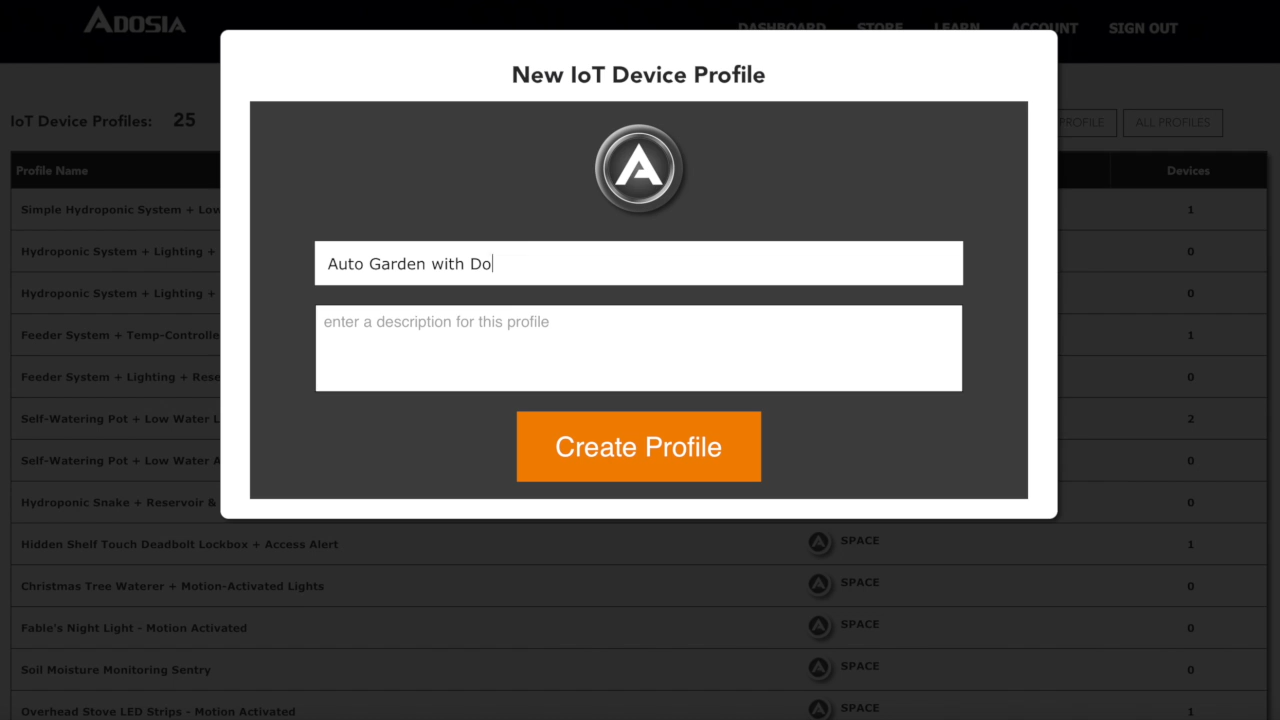 ADOSIA
DASHBOARD STORE LEARN ACCOUNT SIGN OUT
New IoT Device Profile
IoT Device Profiles: 25
PROFILE
ALL PROFILES
Profile Name
Devices
Auto Garden with Do
enter a description for this profile
Create Profile
Simple Hydroponic System + Low
1
Hydroponic System + Lighting +
0
Hydroponic System + Lighting +
0
Feeder System + Temp-Controlle
1
Feeder System + Lighting + Rese
0
Self-Watering Pot + Low Water L
2
Self-Watering Pot + Low Water A
0
Hydroponic Snake + Reservoir &
0
Hidden Shelf Touch Deadbolt Lockbox + Access Alert SPACE 1
Christmas Tree Waterer + Motion-Activated Lights SPACE 0
Fable's Night Light - Motion Activated SPACE 0
Soil Moisture Monitoring Sentry SPACE 0
Overhead Stove LED Strips - Motion Activated SPACE 1